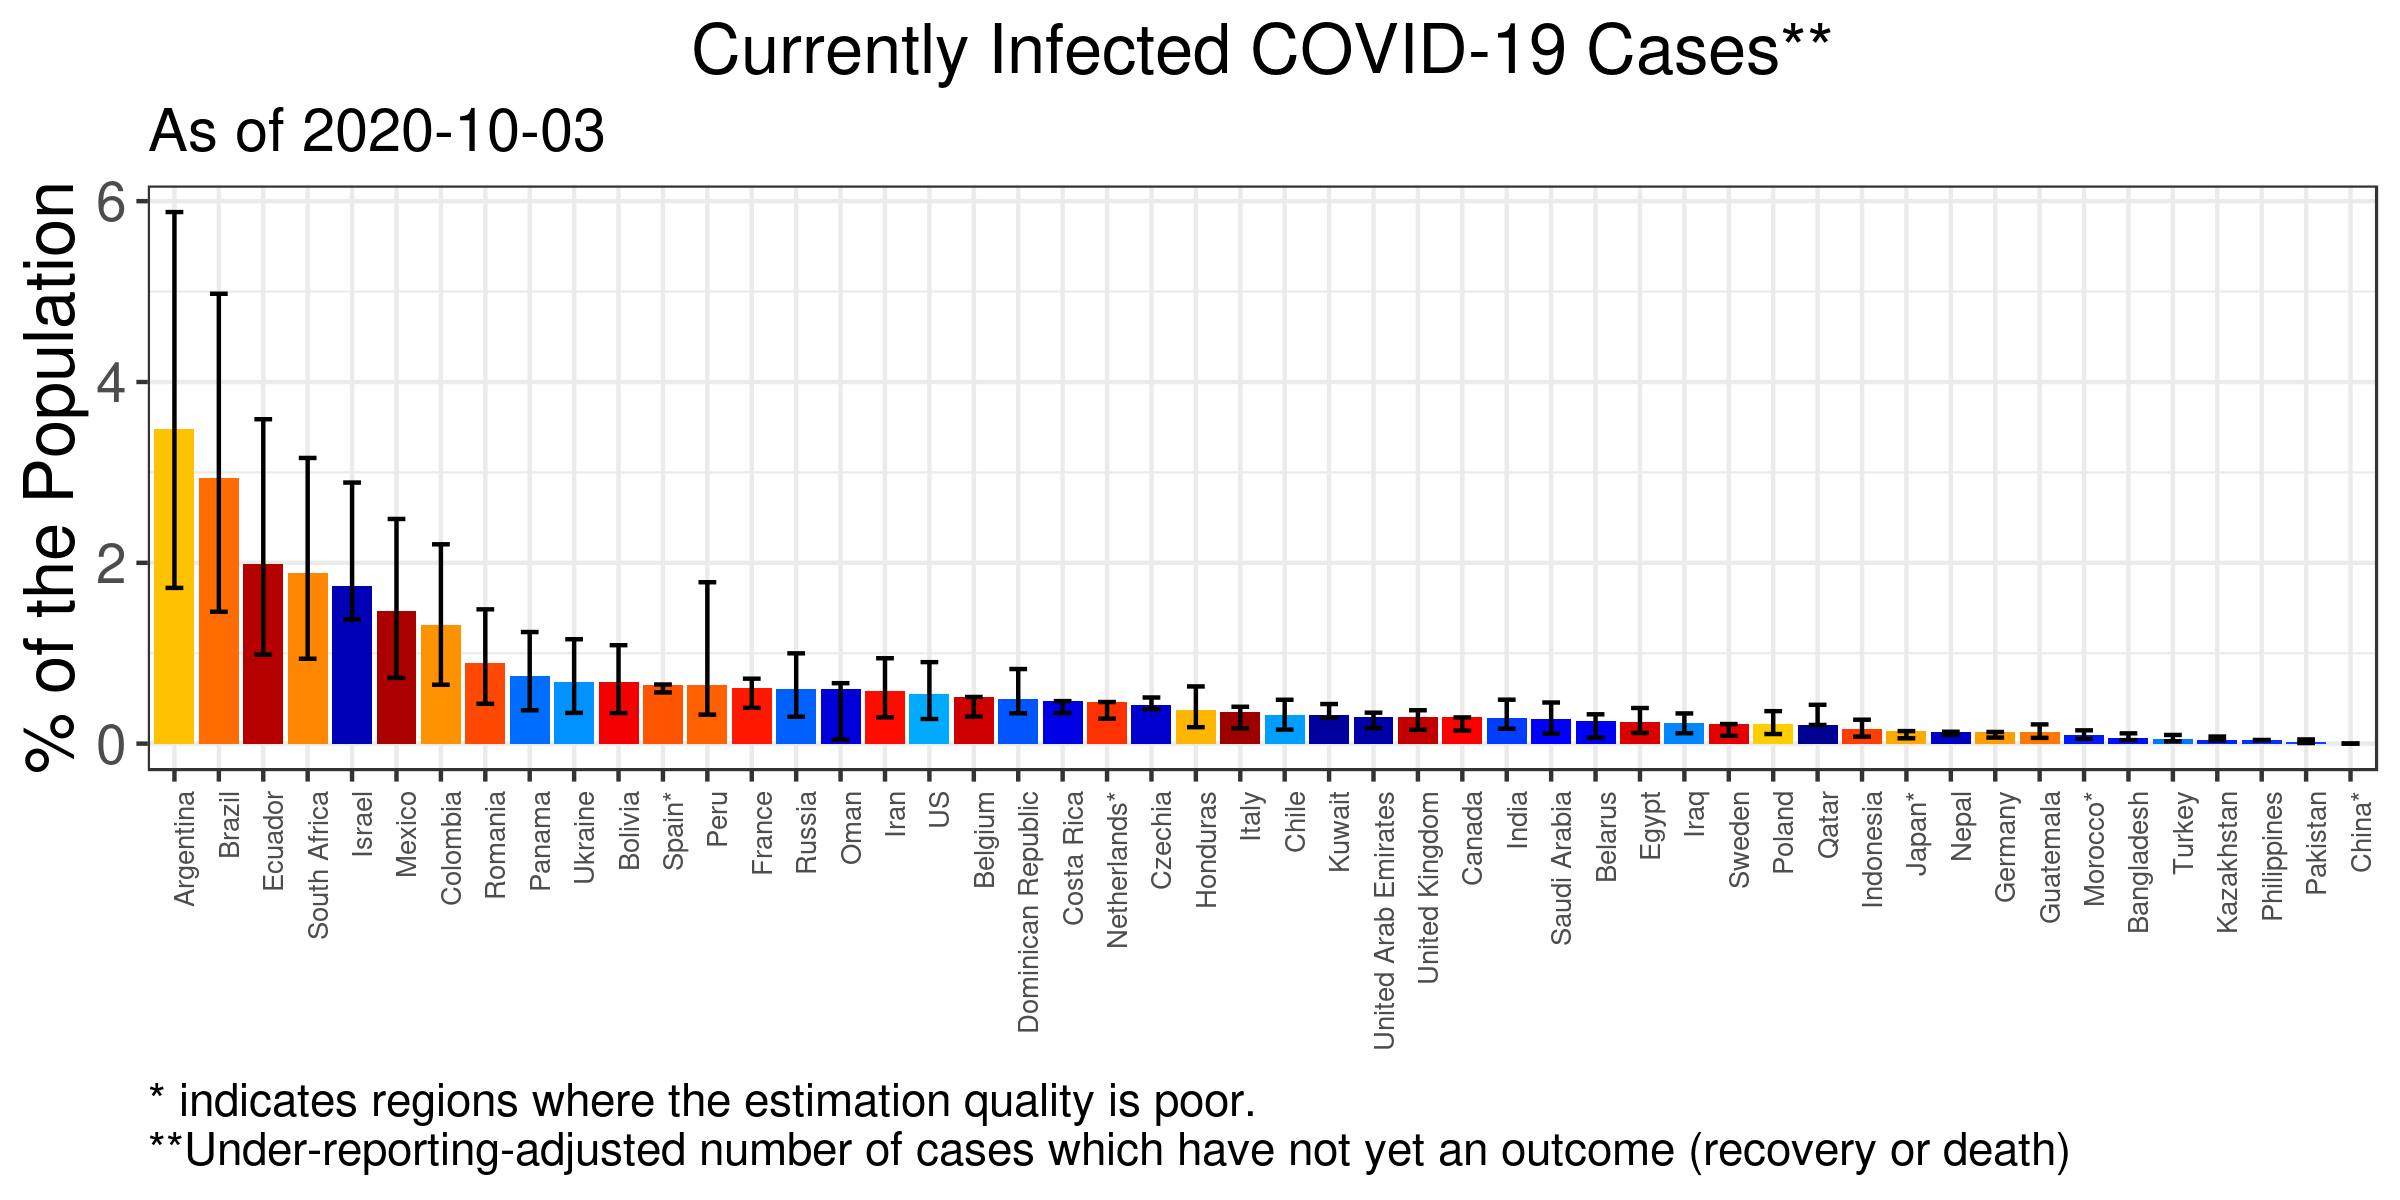 Currently Infected COVID-19 Cases**
As of 2020-10-03
% of the Population
6
4
2
0
Argentina
Brazil
Ecuador
South Africa
Israel
Mexico
Colombia
Romania
Panama
Ukraine
Bolivia
Spain*
Peru
France
Russia
Oman
Iran
US
Belgium
Dominican Republic
Costa Rica
Netherlands*
Czechia
Honduras
Italy
Chile
Kuwait
United Arab Emirates
United Kingdom
Canada
India
Saudi Arabia
Belarus
Egypt
Iraq
Sweden
Poland
Qatar
Indonesia
Japan*
Nepal
Germany
Guatemala
Morocco*
Bangladesh
Turkey
Kazakhstan
Philippines
Pakistan
China*
* indicates regions where the estimation quality is poor.
**Under-reporting-adjusted number of cases which have not yet an outcome (recovery or death)